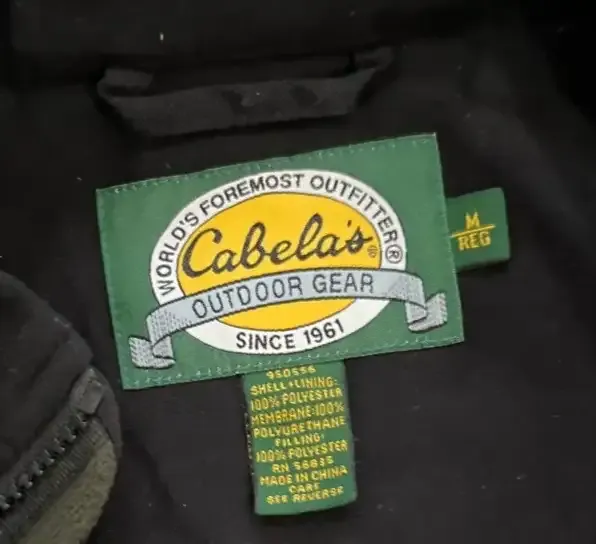 WORLD'S FOREMOST OUTFITTER®
Cabela's®
OUTDOOR GEAR
SINCE 1961
M
REG
950556
SHELL+LINING:
100% POLYESTER
MEMBRANE:100%
POLYURETHANE
FILLING:
100% POLYESTER
RN 56835
MADE IN CHINA
CARE
SEE REVERSE